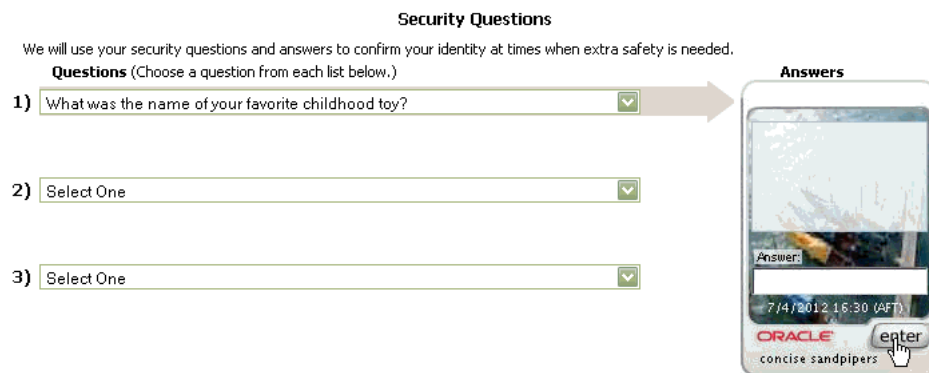 Security Questions
We will use your security questions and answers to confirm your identity at times when extra safety is needed.
Questions (Choose a question from each list below.)
Answers
1) What was the name of your favorite childhood toy?
2) Select One
3) Select One
Answer:
7/4/2012 16:30 (AFT)
ORACLE enter
concise sandpipers